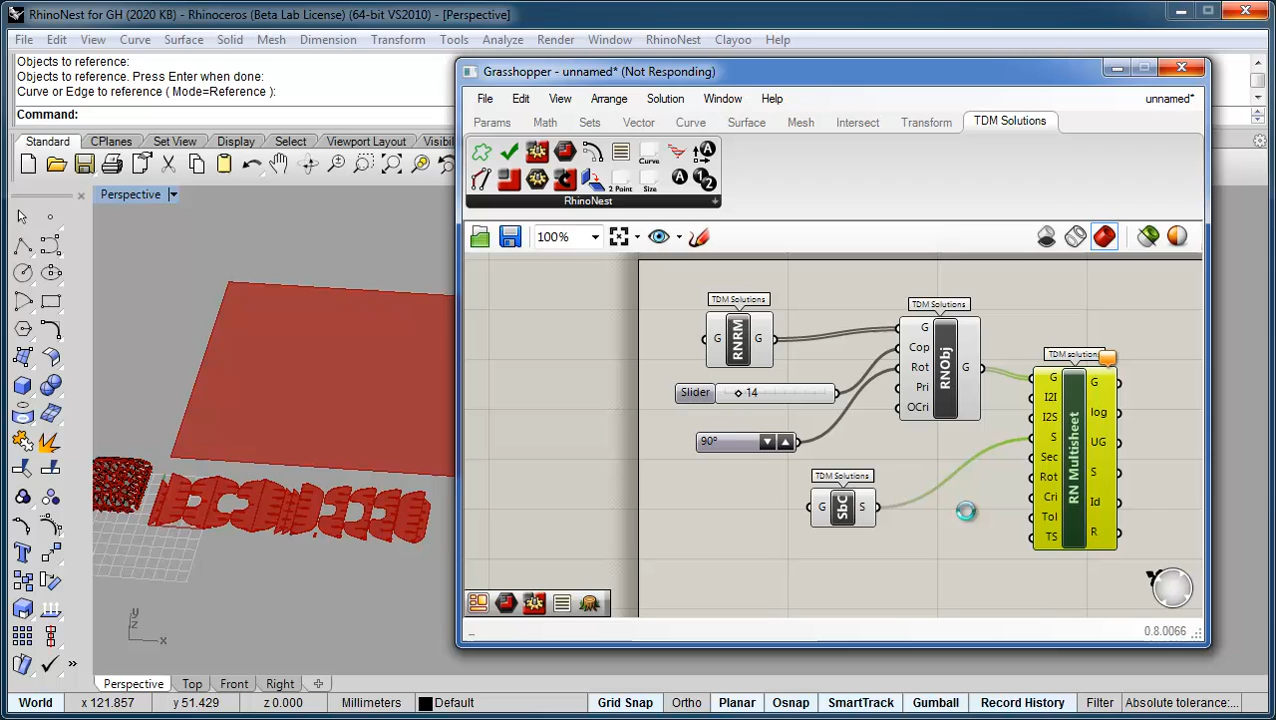 RhinoNest for GH (2020 KB) - Rhinoceros (Beta Lab License) (64-bit VS2010) - [Perspective]
File Edit View Curve Surface Solid Mesh Dimension Transform Tools Analyze Render Window RhinoNest Clayoo Help
Objects to reference:
Objects to reference. Press Enter when done:
Curve or Edge to reference ( Mode=Reference ):
Command:
Standard CPlanes Set View Display Select Viewport Layout Visibil
Perspective
Grasshopper - unnamed* (Not Responding)
File Edit View Arrange Solution Window Help unnamed*
Params Math Sets Vector Curve Surface Mesh Intersect Transform TDM Solutions
Curve
2 Point Size
RhinoNest
100%
TDM Solutions
G RNRM G
Slider 14
90°
TDM Solutions
G
Cop
Rot
Pri
OCri
RNObj
G
TDM Solutions
G SbC S
TDM solution
G
I2I
I2S
S
Sec
Rot
Cri
Tol
TS
RN Multisheet
G
log
UG
S
Id
R
0.8.0066
y
z
x
Perspective Top Front Right
World x 121.857 y 51.429 z 0.000 Millimeters Default Grid Snap Ortho Planar Osnap SmartTrack Gumball Record History Filter Absolute tolerance:...